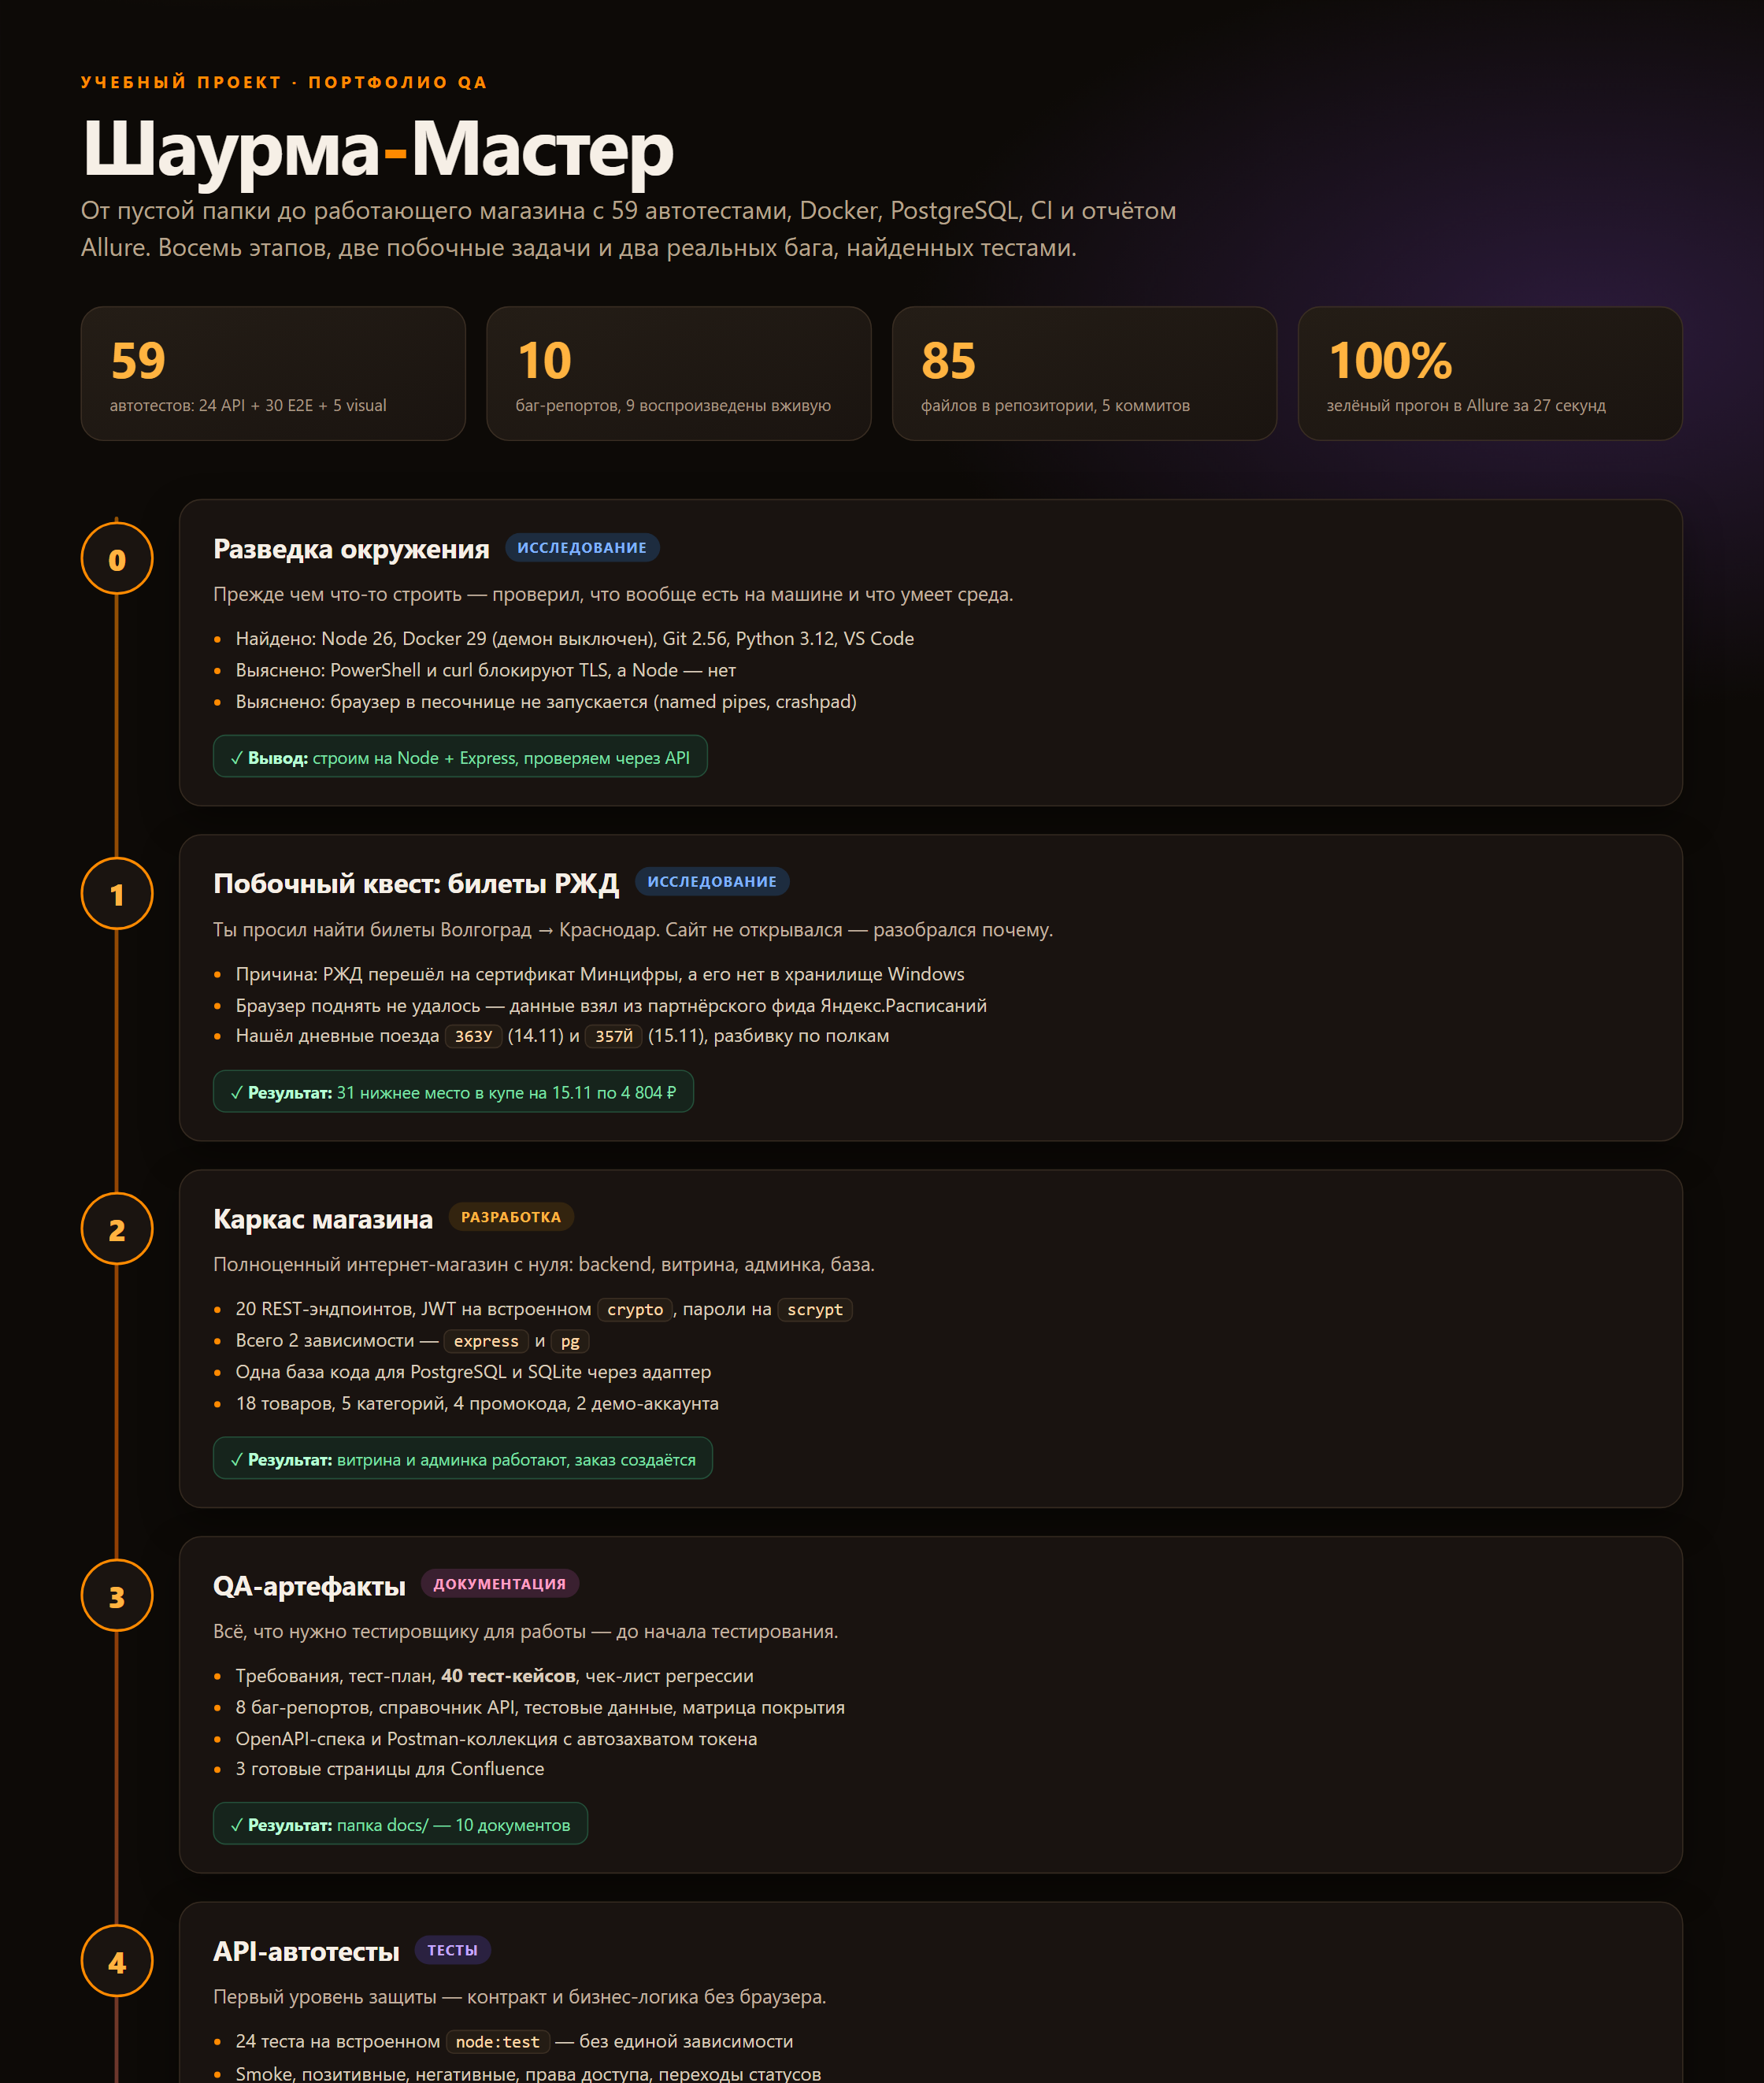 УЧЕБНЫЙ ПРОЕКТ · ПОРТФОЛИО QA
Шаурма-Мастер
От пустой папки до работающего магазина с 59 автотестами, Docker, PostgreSQL, CI и отчётом
Allure. Восемь этапов, две побочные задачи и два реальных бага, найденных тестами.
59
автотестов: 24 API + 30 E2E + 5 visual
10
баг-репортов, 9 воспроизведены вживую
85
файлов в репозитории, 5 коммитов
100%
зелёный прогон в Allure за 27 секунд
0
Разведка окружения ИССЛЕДОВАНИЕ
Прежде чем что-то строить — проверил, что вообще есть на машине и что умеет среда.
• Найдено: Node 26, Docker 29 (демон выключен), Git 2.56, Python 3.12, VS Code
• Выяснено: PowerShell и curl блокируют TLS, а Node — нет
• Выяснено: браузер в песочнице не запускается (named pipes, crashpad)
✓ Вывод: строим на Node + Express, проверяем через API
1
Побочный квест: билеты РЖД ИССЛЕДОВАНИЕ
Ты просил найти билеты Волгоград → Краснодар. Сайт не открывался — разобрался почему.
• Причина: РЖД перешёл на сертификат Минцифры, а его нет в хранилище Windows
• Браузер поднять не удалось — данные взял из партнёрского фида Яндекс.Расписаний
• Нашёл дневные поезда 363У (14.11) и 357Й (15.11), разбивку по полкам
✓ Результат: 31 нижнее место в купе на 15.11 по 4 804 ₽
2
Каркас магазина РАЗРАБОТКА
Полноценный интернет-магазин с нуля: backend, витрина, админка, база.
• 20 REST-эндпоинтов, JWT на встроенном crypto, пароли на scrypt
• Всего 2 зависимости — express и pg
• Одна база кода для PostgreSQL и SQLite через адаптер
• 18 товаров, 5 категорий, 4 промокода, 2 демо-аккаунта
✓ Результат: витрина и админка работают, заказ создаётся
3
QA-артефакты ДОКУМЕНТАЦИЯ
Всё, что нужно тестировщику для работы — до начала тестирования.
• Требования, тест-план, 40 тест-кейсов, чек-лист регрессии
• 8 баг-репортов, справочник API, тестовые данные, матрица покрытия
• OpenAPI-спека и Postman-коллекция с автозахватом токена
• 3 готовые страницы для Confluence
✓ Результат: папка docs/ — 10 документов
4
API-автотесты ТЕСТЫ
Первый уровень защиты — контракт и бизнес-логика без браузера.
• 24 теста на встроенном node:test — без единой зависимости
• Smoke, позитивные, негативные, права доступа, переходы статусов